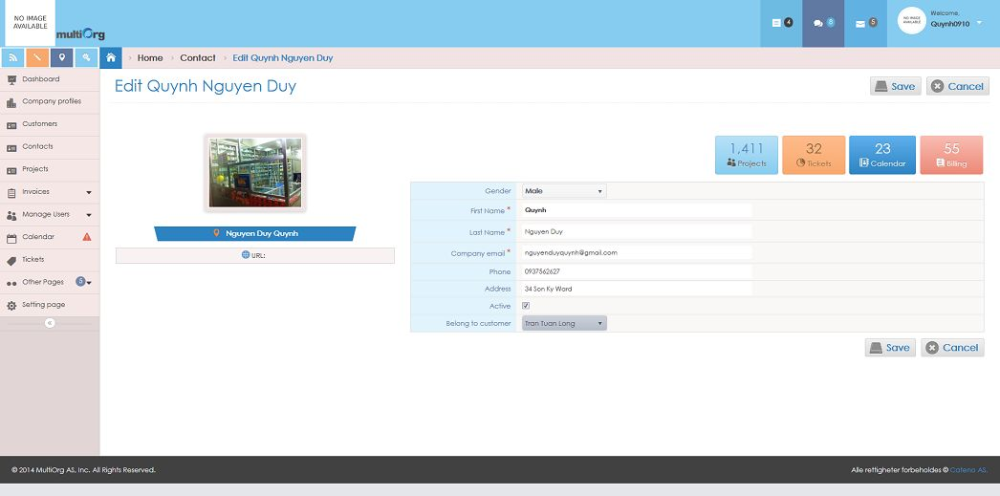 NO IMAGE
AVAILABLE
multiOrg
4
8
5
NO IMAGE
AVAILABLE
Welcome,
Quynh0910
Home › Contact › Edit Quynh Nguyen Duy
Dashboard
Company profiles
Customers
Contacts
Projects
Invoices
Manage Users
Calendar
Tickets
Other Pages 5
Setting page
Edit Quynh Nguyen Duy
Save
Cancel
Nguyen Duy Quynh
URL:
1,411
Projects
32
Tickets
23
Calendar
55
Billing
Gender Male
First Name * Quynh
Last Name * Nguyen Duy
Company email * nguyenduyquynh@gmail.com
Phone 0937562627
Address 34 Son Ky Ward
Active
Belong to customer Tran Tuan Long
Save
Cancel
© 2014 MultiOrg AS, Inc. All Rights Reserved.
Alle rettigheter forbeholdes © Catena AS.